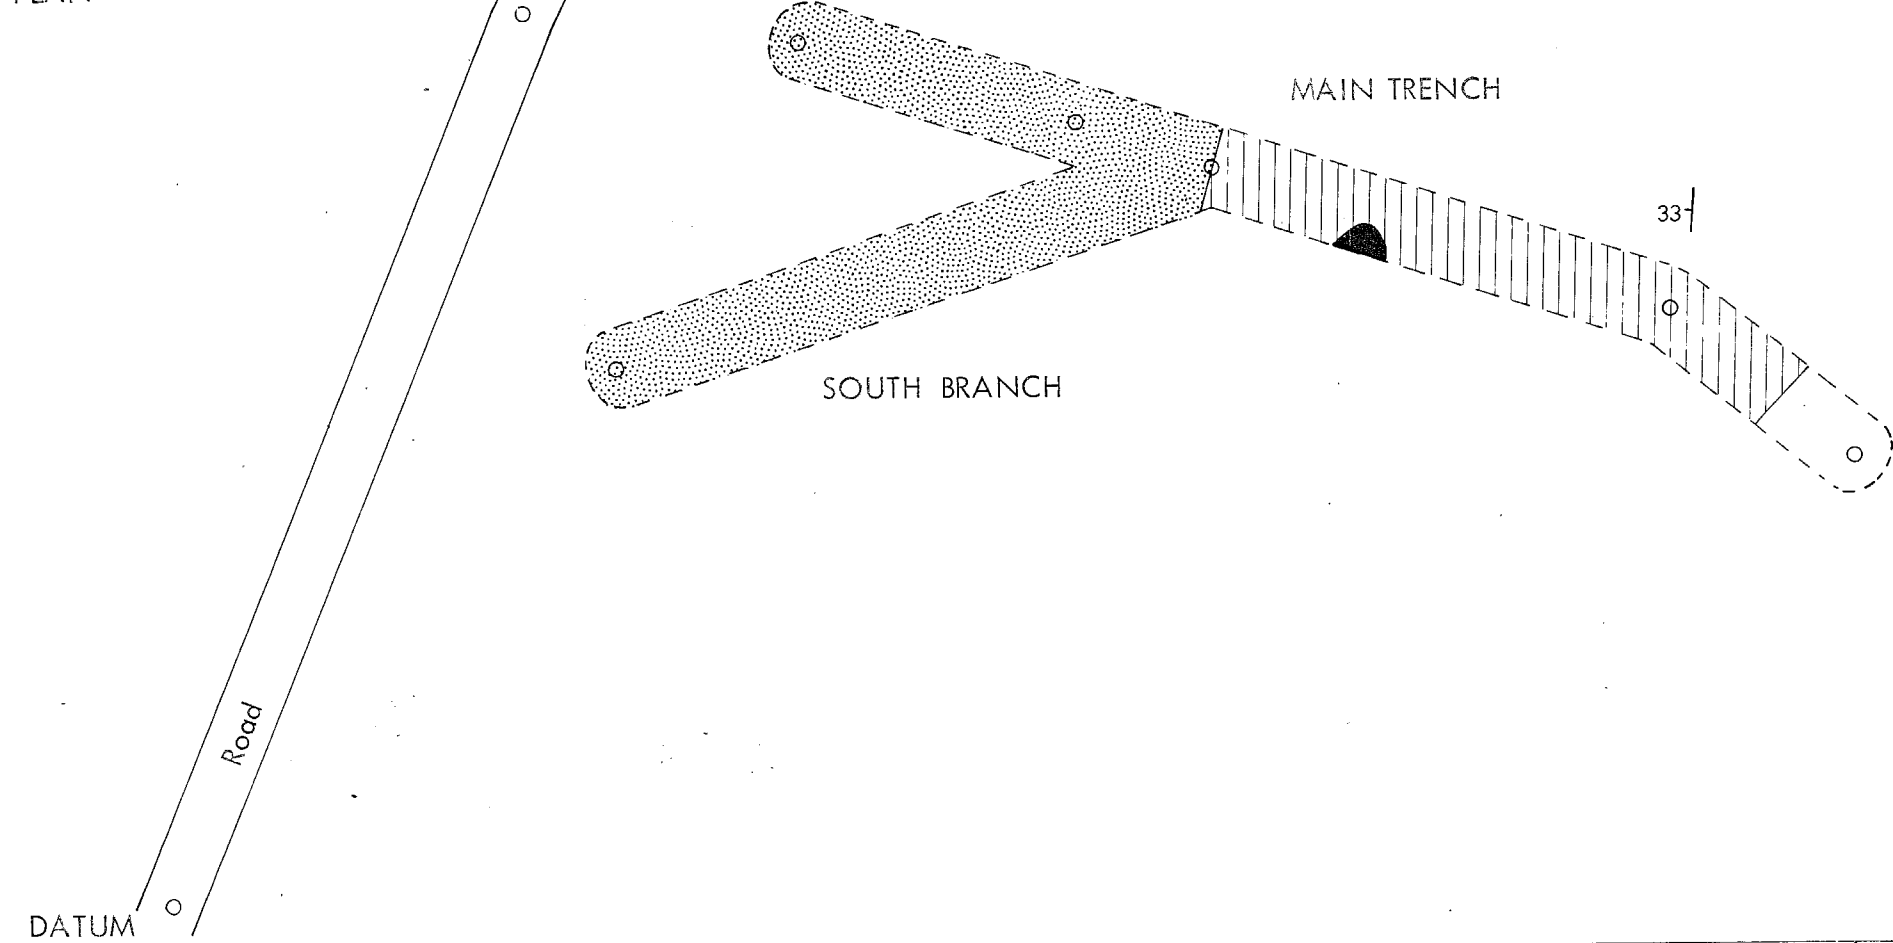 MAIN TRENCH
33
SOUTH BRANCH
Road
DATUM